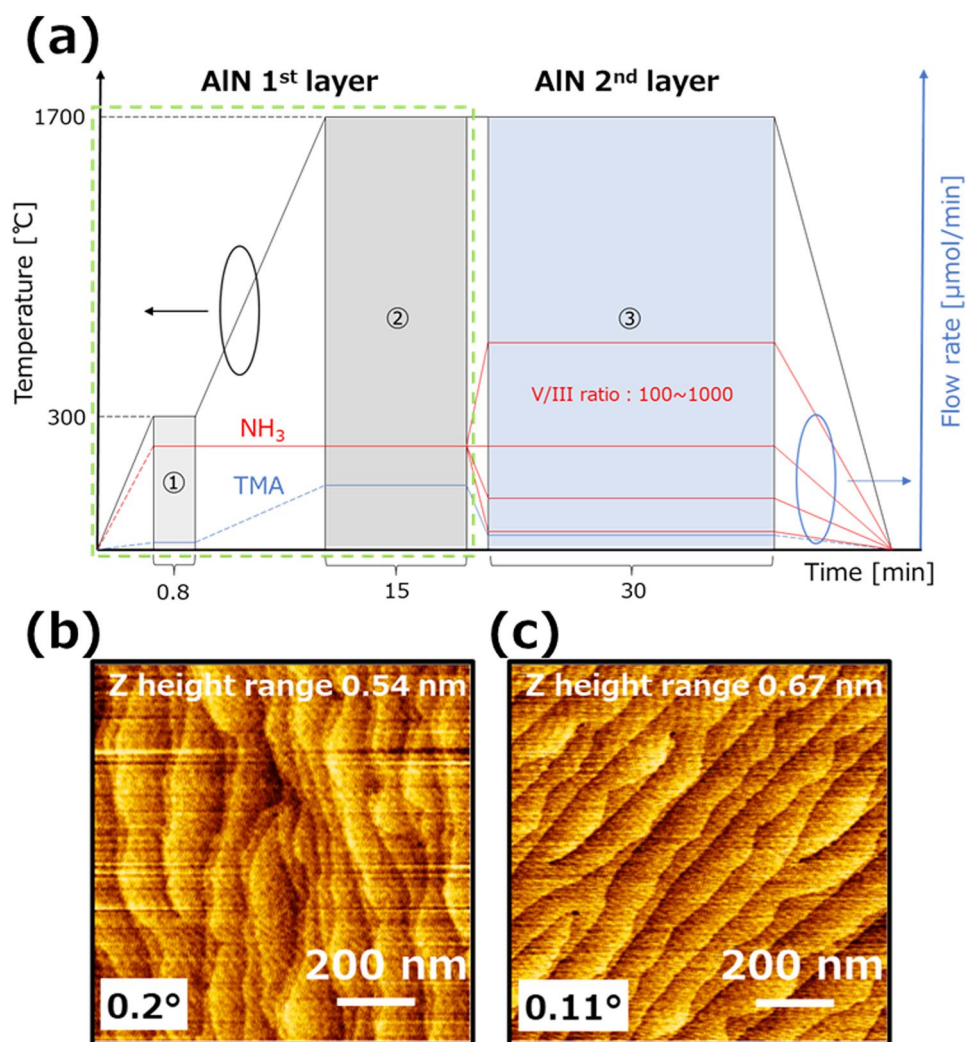 (a)
AlN 1st layer
AlN 2nd layer
1700
300
Temperature [℃]
Flow rate [µmol/min]
②
③
V/III ratio : 100~1000
NH₃
①
TMA
Time [min]
0.8
15
30
(b)
(c)
Z height range 0.54 nm
Z height range 0.67 nm
200 nm
200 nm
0.2°
0.11°